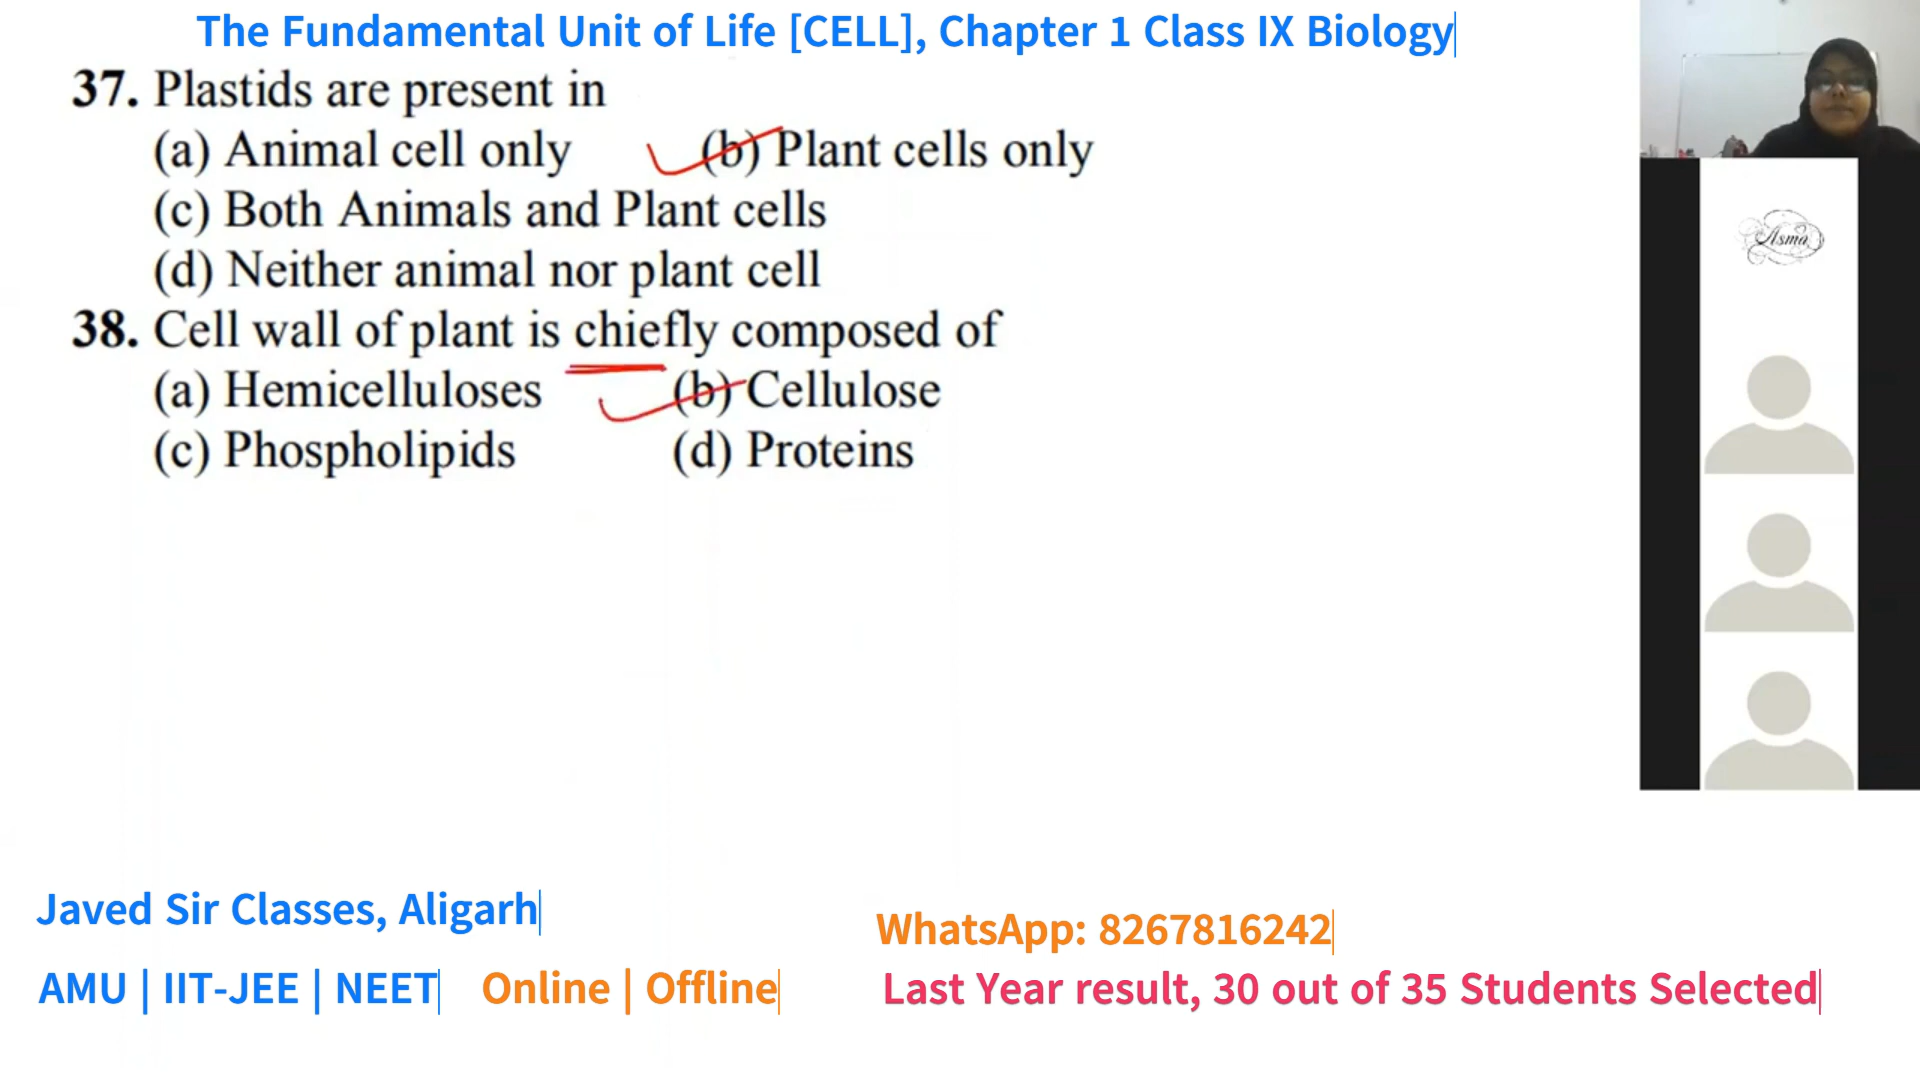 The Fundamental Unit of Life [CELL], Chapter 1 Class IX Biology
37. Plastids are present in
(a) Animal cell only (b) Plant cells only
(c) Both Animals and Plant cells
(d) Neither animal nor plant cell
38. Cell wall of plant is chiefly composed of
(a) Hemicelluloses (b) Cellulose
(c) Phospholipids (d) Proteins
Asma
Javed Sir Classes, Aligarh
WhatsApp: 8267816242
AMU | IIT-JEE | NEET Online | Offline
Last Year result, 30 out of 35 Students Selected